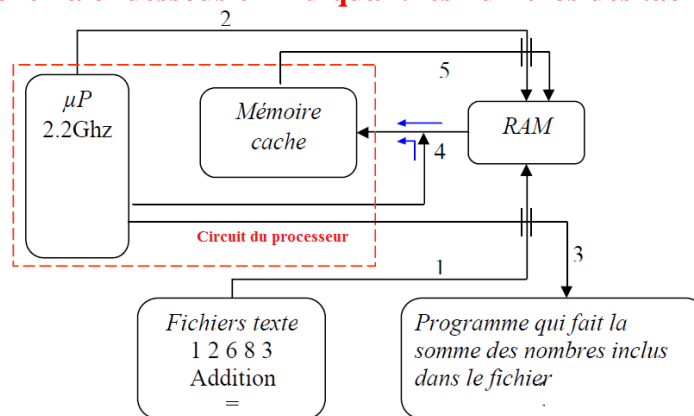 2
5
µP
2.2Ghz
Mémoire
cache
RAM
4
Circuit du processeur
3
1
Fichiers texte
1 2 6 8 3
Addition
=
Programme qui fait la
somme des nombres inclus
dans le fichier